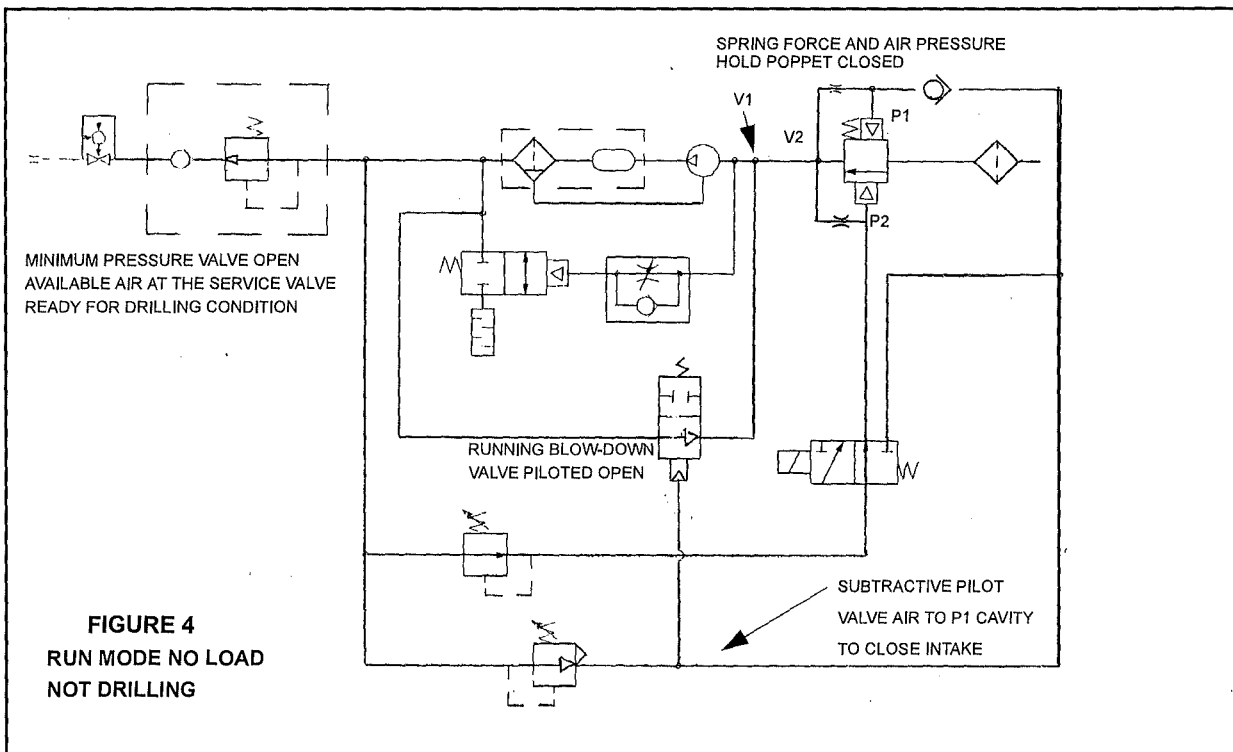 SPRING FORCE AND AIR PRESSURE
HOLD POPPET CLOSED
V1
P1
V2
P2
MINIMUM PRESSURE VALVE OPEN
AVAILABLE AIR AT THE SERVICE VALVE
READY FOR DRILLING CONDITION
RUNNING BLOW-DOWN
VALVE PILOTED OPEN
SUBTRACTIVE PILOT
VALVE AIR TO P1 CAVITY
TO CLOSE INTAKE
FIGURE 4
RUN MODE NO LOAD
NOT DRILLING